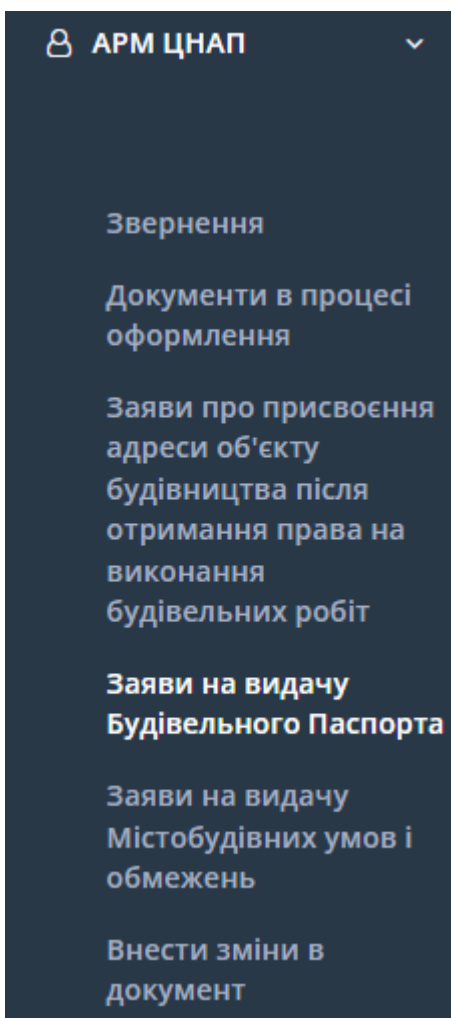 АРМ ЦНАП
Звернення
Документи в процесі
оформлення
Заяви про присвоєння
адреси об'єкту
будівництва після
отримання права на
виконання
будівельних робіт
Заяви на видачу
Будівельного Паспорта
Заяви на видачу
Містобудівних умов і
обмежень
Внести зміни в
документ